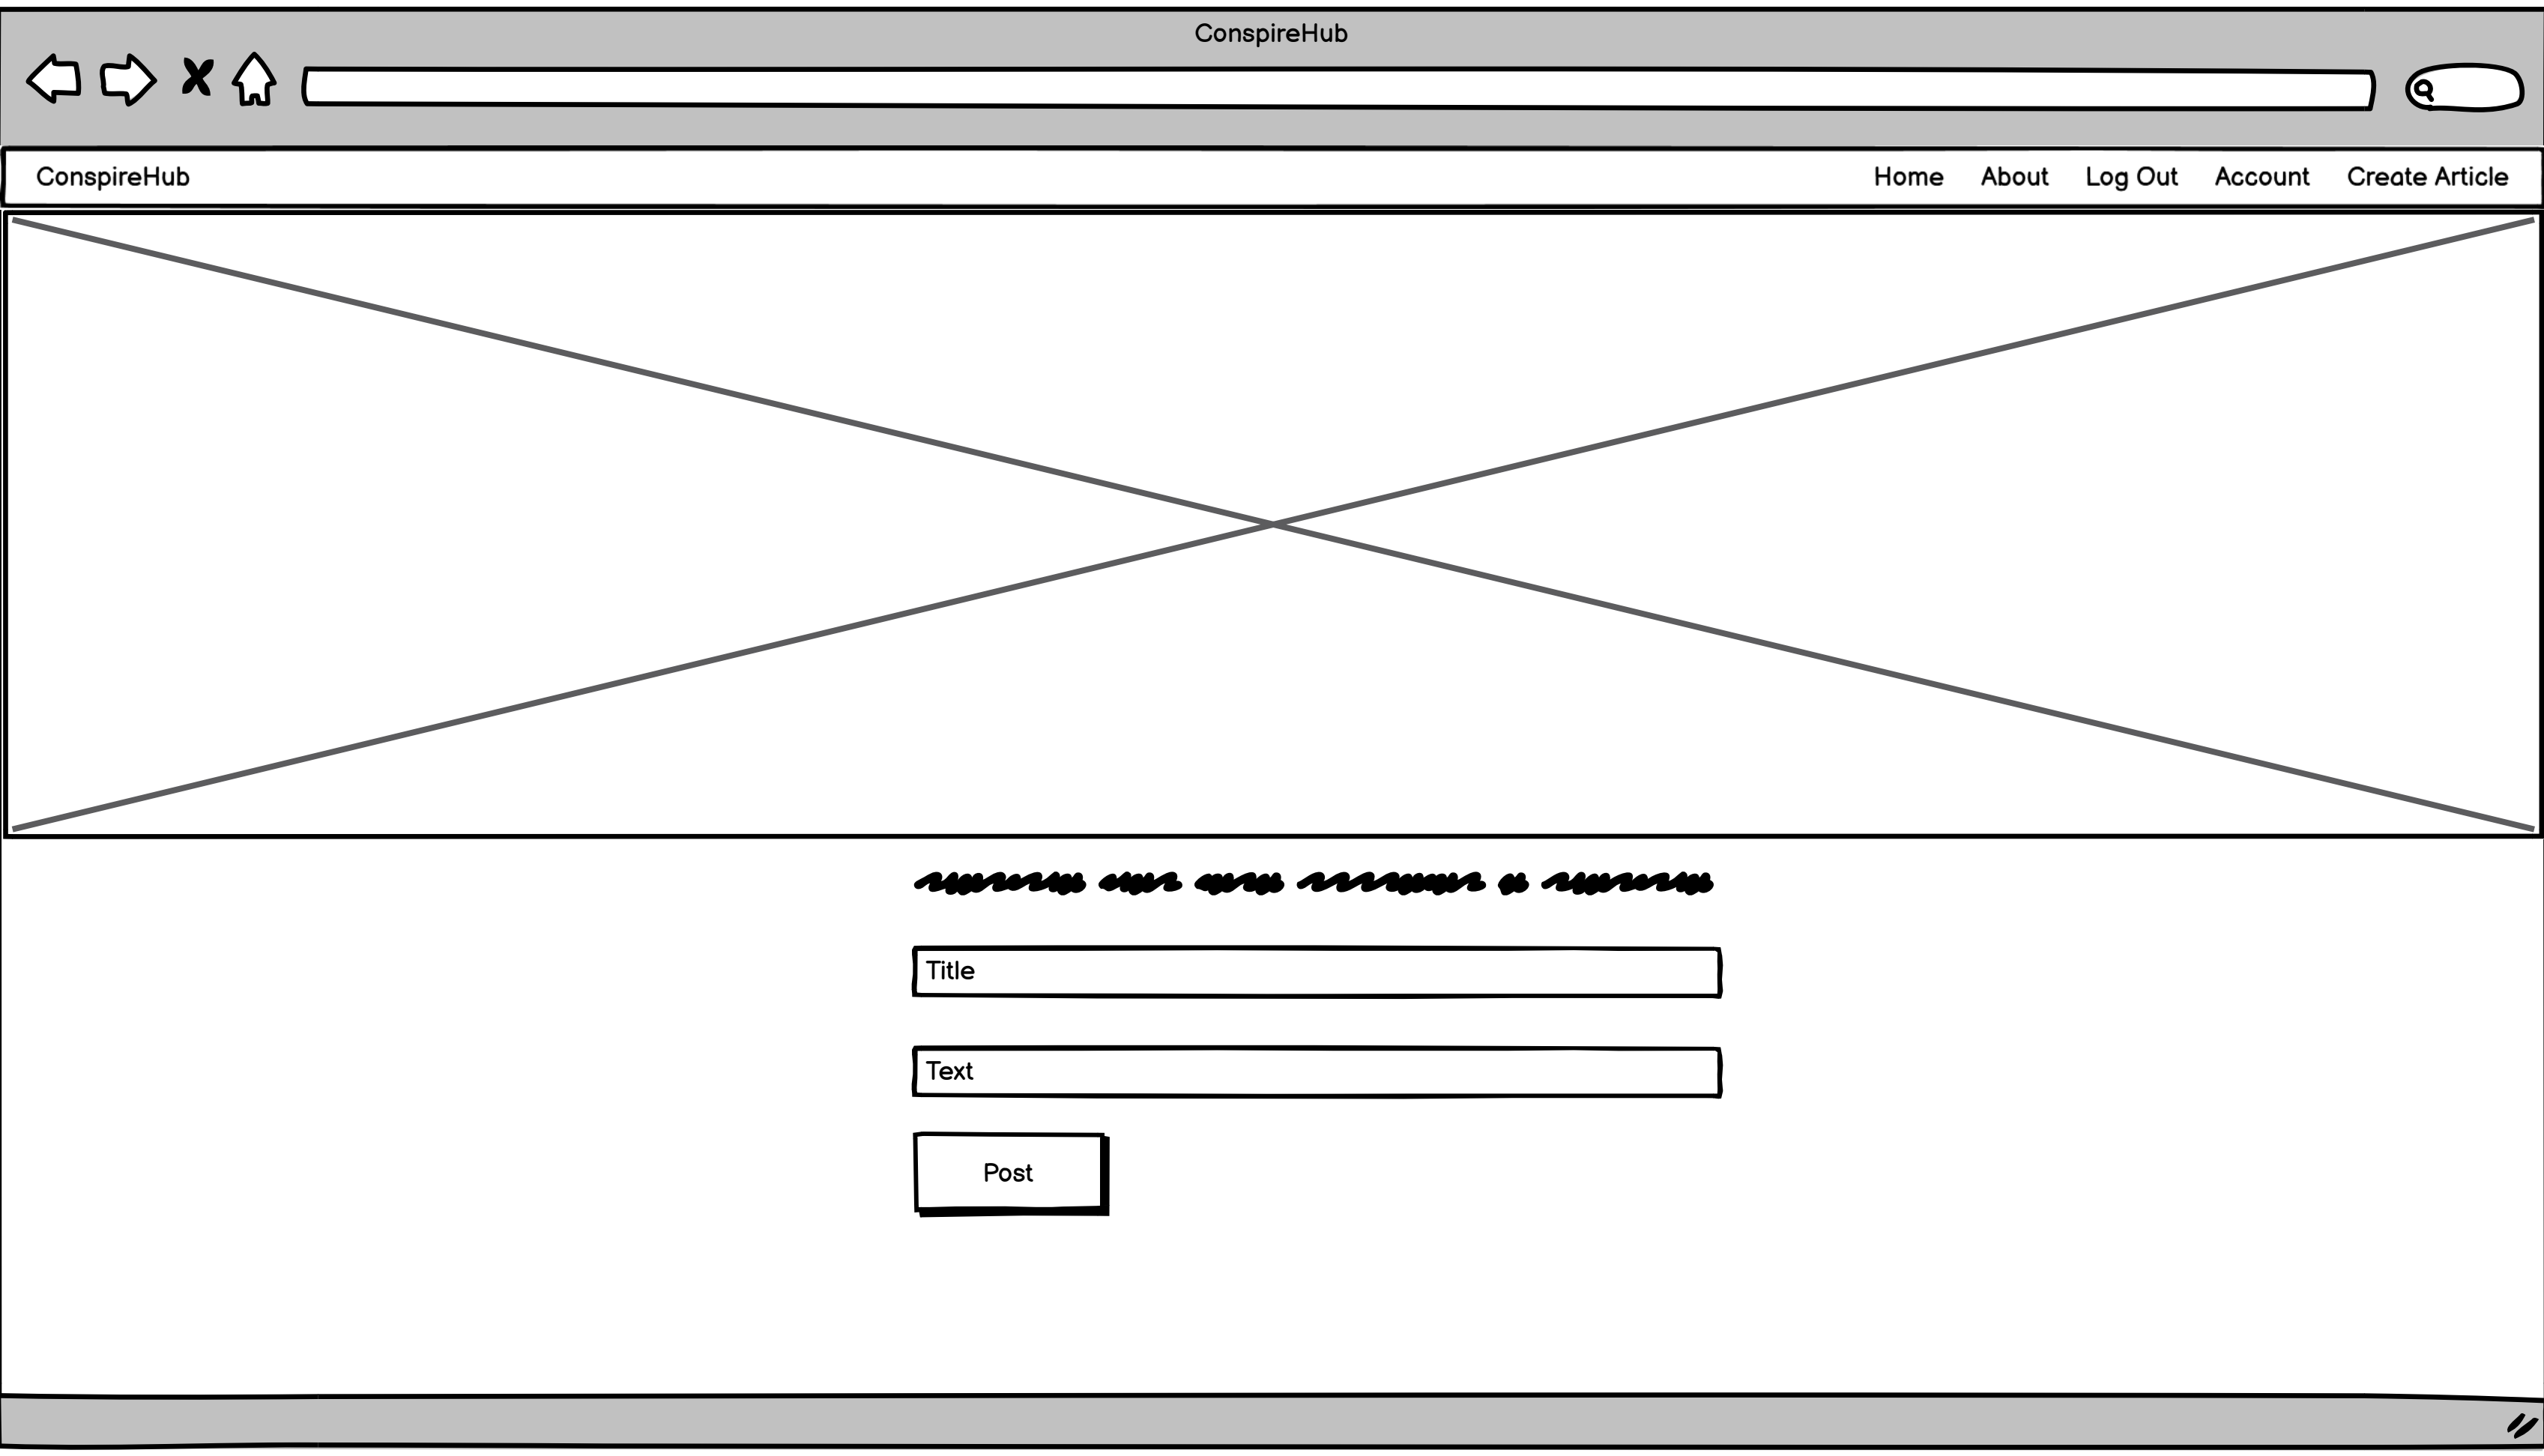 ConspireHub
ConspireHub Home About Log Out Account Create Article
Title
Text
Post